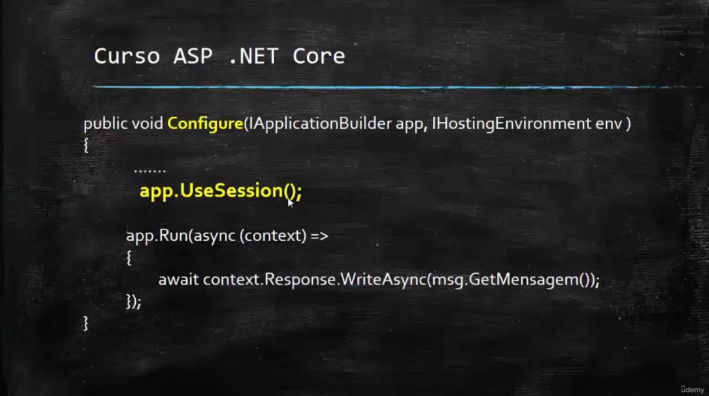 Curso ASP .NET Core
public void Configure(IApplicationBuilder app, IHostingEnvironment env )
{
.......
app.UseSession();
app.Run(async (context) =>
{
await context.Response.WriteAsync(msg.GetMensagem());
});
}
ûdemy